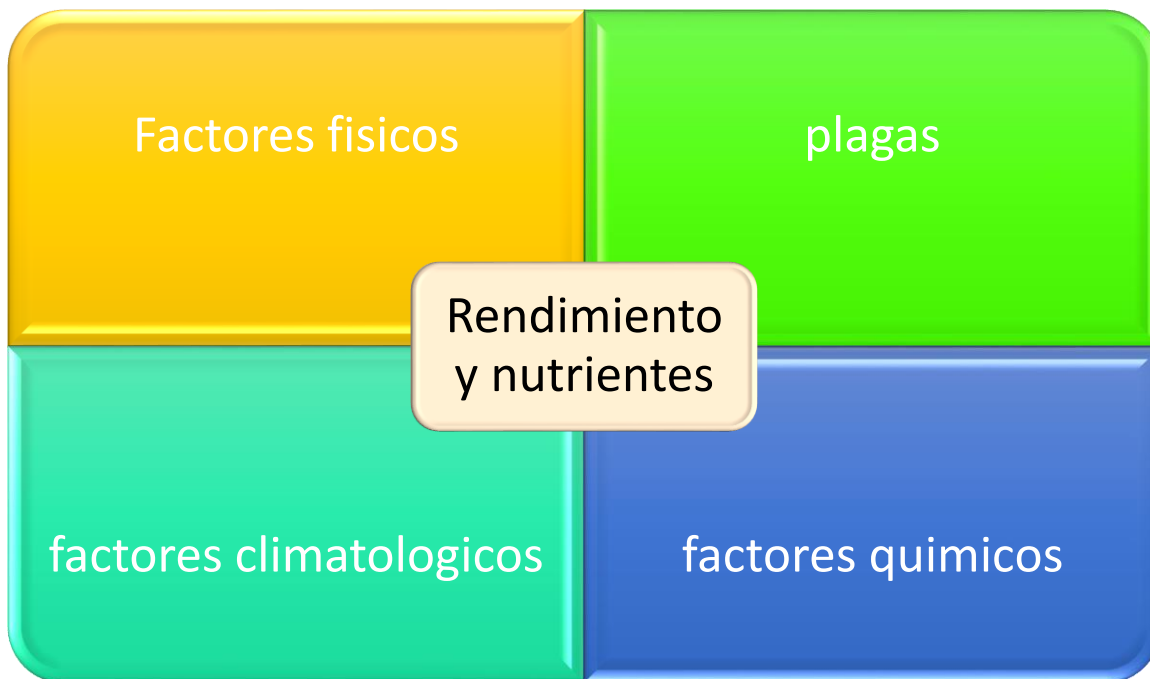 Factores fisicos
plagas
Rendimiento
y nutrientes
factores climatologicos
factores quimicos